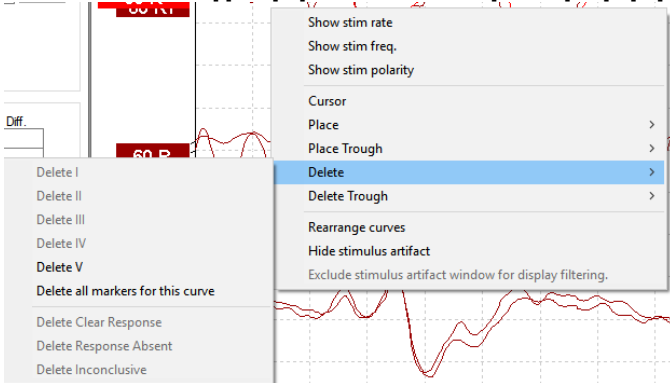 Show stim rate
Show stim freq.
Show stim polarity
Cursor
Diff.
Place
Place Trough
60 R
Delete
Delete Trough
Rearrange curves
Hide stimulus artifact
Exclude stimulus artifact window for display filtering.
Delete I
Delete II
Delete III
Delete IV
Delete V
Delete all markers for this curve
Delete Clear Response
Delete Response Absent
Delete Inconclusive